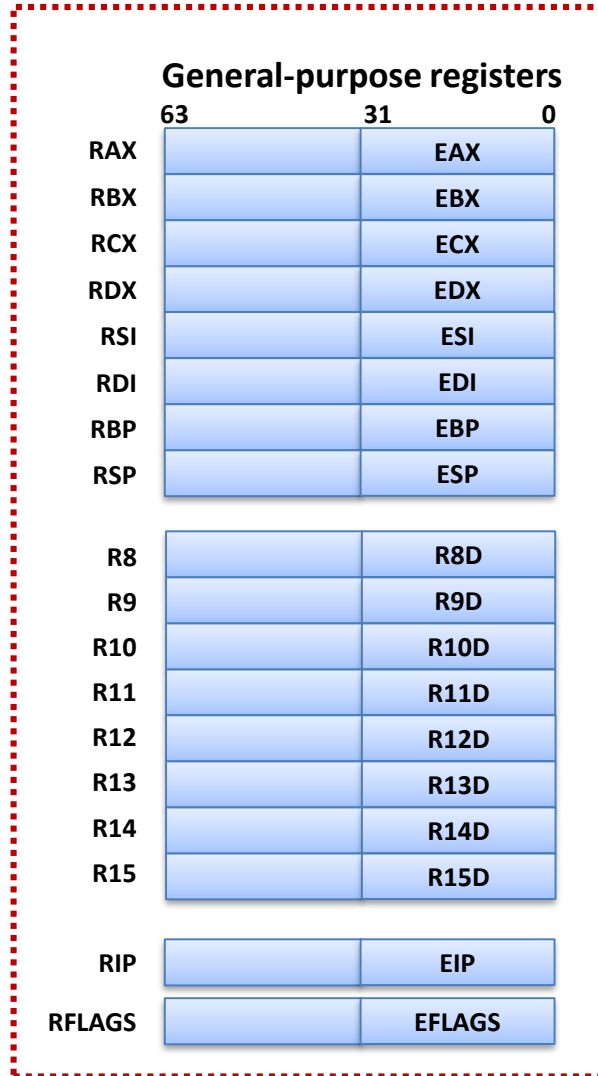 General-purpose registers
63 31 0
RAX EAX
RBX EBX
RCX ECX
RDX EDX
RSI ESI
RDI EDI
RBP EBP
RSP ESP
R8 R8D
R9 R9D
R10 R10D
R11 R11D
R12 R12D
R13 R13D
R14 R14D
R15 R15D
RIP EIP
RFLAGS EFLAGS